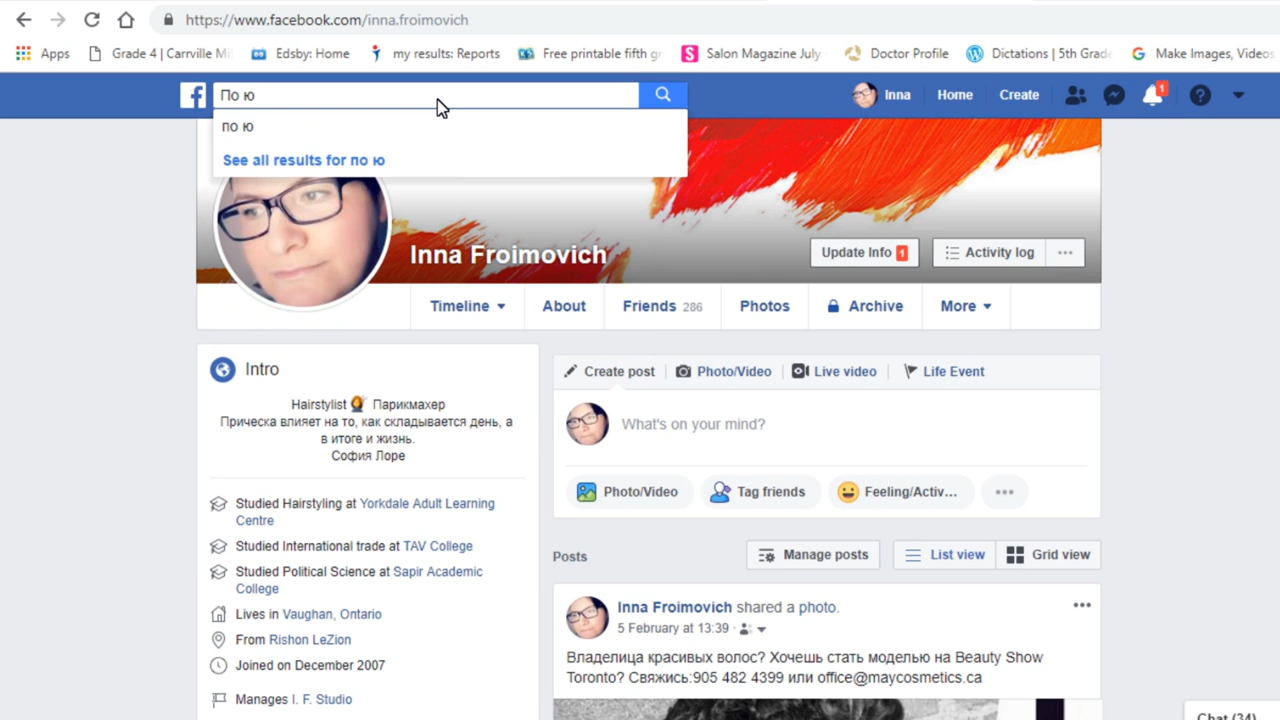 https://www.facebook.com/inna.froimovich
Apps Grade 4 | Carrville Mi Edsby: Home my results: Reports Free printable fifth gr Salon Magazine July Doctor Profile Dictations | 5th Grade Make Images, Videos
По ю Inna Home Create 1
по ю
See all results for по ю
Inna Froimovich Update Info 1 Activity log
Timeline About Friends 286 Photos Archive More
Intro
Hairstylist Парикмахер
Прическа влияет на то, как складывается день, а
в итоге и жизнь.
София Лоре
Studied Hairstyling at Yorkdale Adult Learning
Centre
Studied International trade at TAV College
Studied Political Science at Sapir Academic
College
Lives in Vaughan, Ontario
From Rishon LeZion
Joined on December 2007
Manages I. F. Studio
Create post Photo/Video Live video Life Event
What's on your mind?
Photo/Video Tag friends Feeling/Activ...
Posts Manage posts List view Grid view
Inna Froimovich shared a photo.
5 February at 13:39
Владелица красивых волос? Хочешь стать моделью на Beauty Show
Toronto? Свяжись:905 482 4399 или office@maycosmetics.ca
Chat (34)